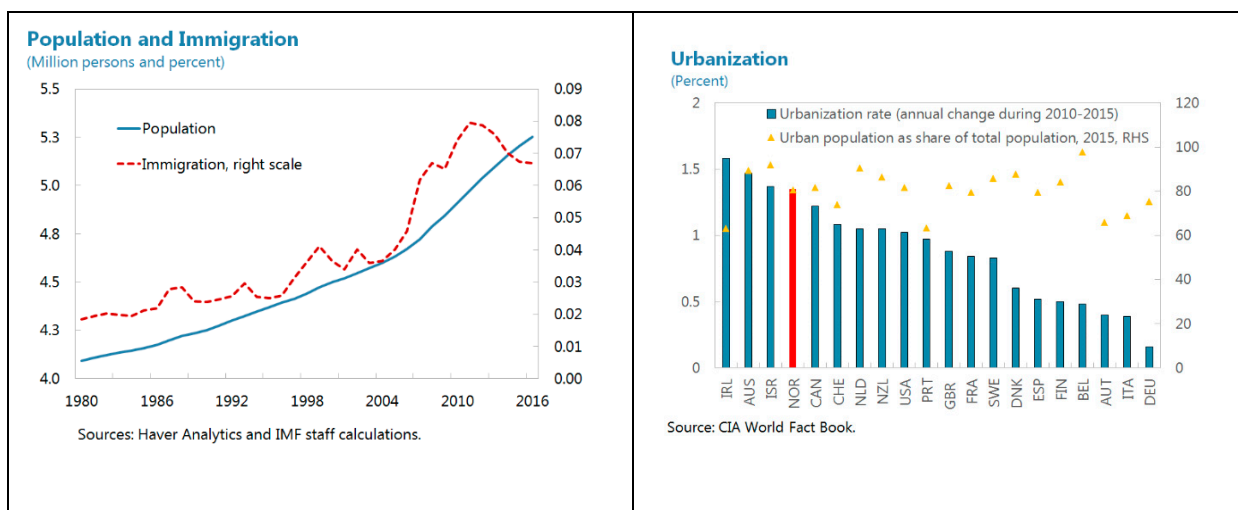 Population and Immigration
(Million persons and percent)
5.5
5.3
5.0
4.8
4.5
4.3
4.0
0.09
0.08
0.07
0.06
0.05
0.04
0.03
0.02
0.01
0.00
Population
Immigration, right scale
1980 1986 1992 1998 2004 2010 2016
Sources: Haver Analytics and IMF staff calculations.
Urbanization
(Percent)
2
1.5
1
0.5
0
120
100
80
60
40
20
0
Urbanization rate (annual change during 2010-2015)
Urban population as share of total population, 2015, RHS
IRL
AUS
ISR
NOR
CAN
CHE
NLD
NZL
USA
PRT
GBR
FRA
SWE
DNK
ESP
FIN
BEL
AUT
ITA
DEU
Source: CIA World Fact Book.